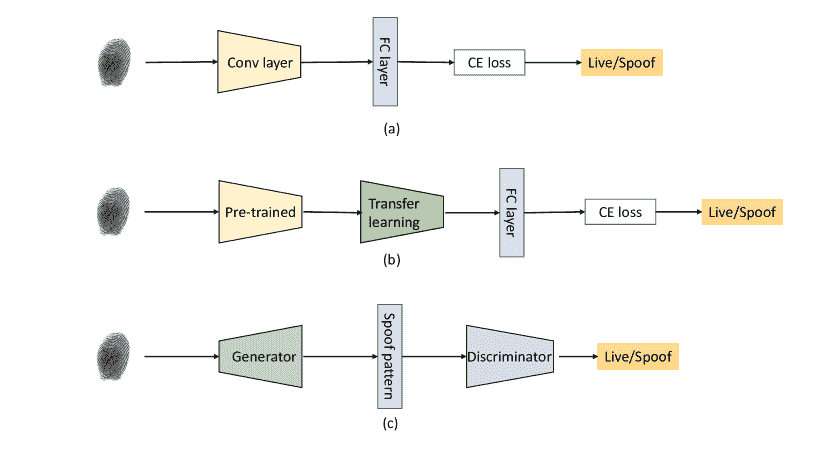 Conv layer
FC layer
CE loss
Live/Spoof
(a)
Pre-trained
Transfer
learning
FC layer
CE loss
Live/Spoof
(b)
Generator
Spoof pattern
Discriminator
Live/Spoof
(c)